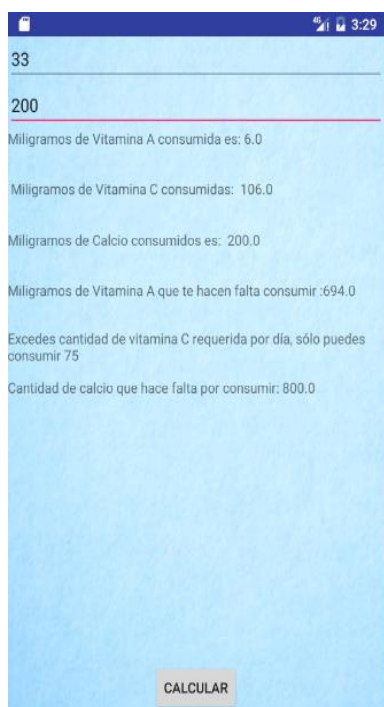 4G 3:29
33
200
Miligramos de Vitamina A consumida es: 6.0
Miligramos de Vitamina C consumidas: 106.0
Miligramos de Calcio consumidos es: 200.0
Miligramos de Vitamina A que te hacen falta consumir :694.0
Excedes cantidad de vitamina C requerida por día, sólo puedes
consumir 75
Cantidad de calcio que hace falta por consumir: 800.0
CALCULAR